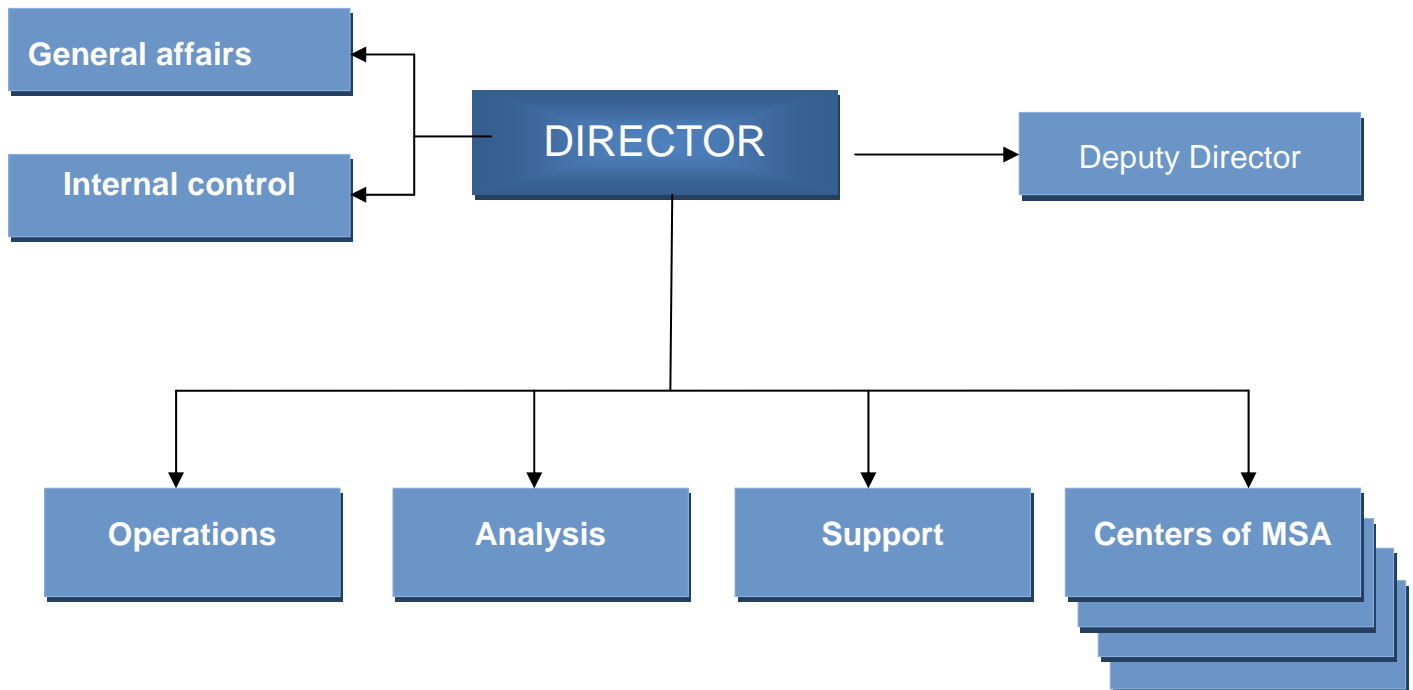 General affairs
DIRECTOR
Deputy Director
Internal control
Operations
Analysis
Support
Centers of MSA